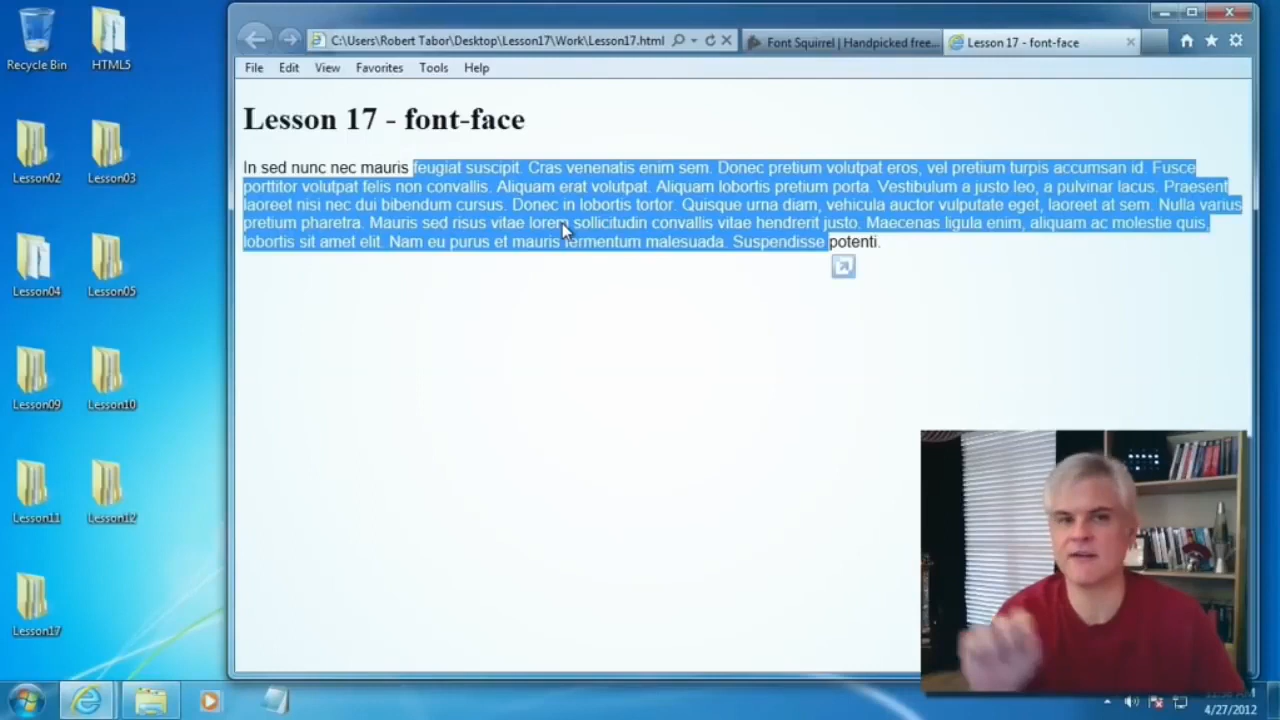 Recycle Bin
HTML5
Lesson02
Lesson03
Lesson04
Lesson05
Lesson09
Lesson10
Lesson11
Lesson12
Lesson17
C:\Users\Robert Tabor\Desktop\Lesson17\Work\Lesson17.html
Font Squirrel | Handpicked free...
Lesson 17 - font-face
File Edit View Favorites Tools Help
Lesson 17 - font-face
In sed nunc nec mauris feugiat suscipit. Cras venenatis enim sem. Donec pretium volutpat eros, vel pretium turpis accumsan id. Fusce
porttitor volutpat felis non convallis. Aliquam erat volutpat. Aliquam lobortis pretium porta. Vestibulum a justo leo, a pulvinar lacus. Praesent
laoreet nisi nec dui bibendum cursus. Donec in lobortis tortor. Quisque urna diam, vehicula auctor vulputate eget, laoreet at sem. Nulla varius
pretium pharetra. Mauris sed risus vitae lorem sollicitudin convallis vitae hendrerit justo. Maecenas ligula enim, aliquam ac molestie quis,
lobortis sit amet elit. Nam eu purus et mauris fermentum malesuada. Suspendisse potenti.
4/27/2012